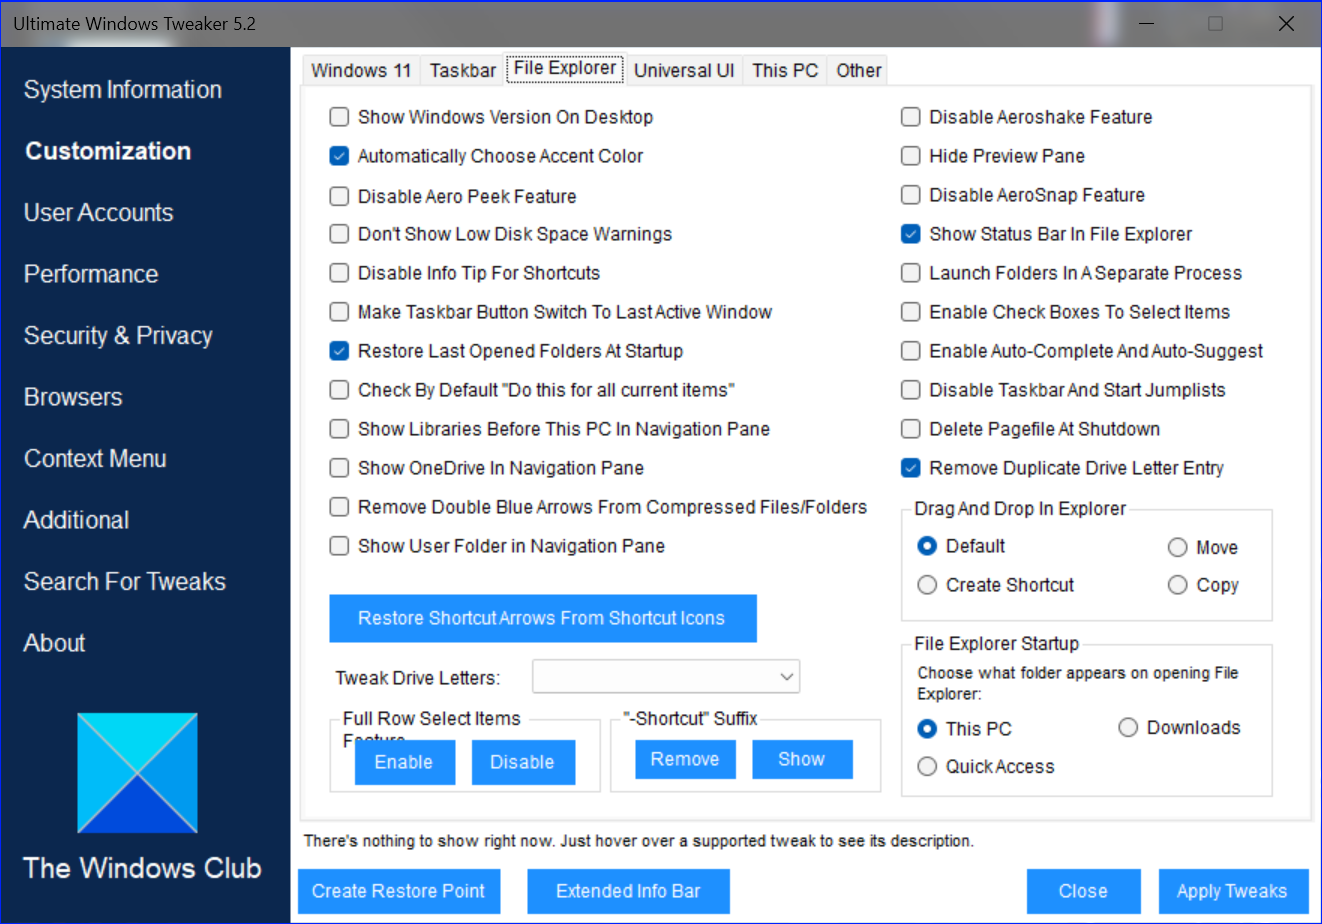 Ultimate Windows Tweaker 5.2
System Information
Customization
User Accounts
Performance
Security & Privacy
Browsers
Context Menu
Additional
Search For Tweaks
About
The Windows Club
Windows 11 Taskbar File Explorer Universal UI This PC Other
Show Windows Version On Desktop
Automatically Choose Accent Color
Disable Aero Peek Feature
Don't Show Low Disk Space Warnings
Disable Info Tip For Shortcuts
Make Taskbar Button Switch To Last Active Window
Restore Last Opened Folders At Startup
Check By Default "Do this for all current items"
Show Libraries Before This PC In Navigation Pane
Show OneDrive In Navigation Pane
Remove Double Blue Arrows From Compressed Files/Folders
Show User Folder in Navigation Pane
Restore Shortcut Arrows From Shortcut Icons
Tweak Drive Letters:
Full Row Select Items
Feature
Enable Disable
"-Shortcut" Suffix
Remove Show
Disable Aeroshake Feature
Hide Preview Pane
Disable AeroSnap Feature
Show Status Bar In File Explorer
Launch Folders In A Separate Process
Enable Check Boxes To Select Items
Enable Auto-Complete And Auto-Suggest
Disable Taskbar And Start Jumplists
Delete Pagefile At Shutdown
Remove Duplicate Drive Letter Entry
Drag And Drop In Explorer
Default Move
Create Shortcut Copy
File Explorer Startup
Choose what folder appears on opening File
Explorer:
This PC Downloads
Quick Access
There's nothing to show right now. Just hover over a supported tweak to see its description.
Create Restore Point Extended Info Bar Close Apply Tweaks